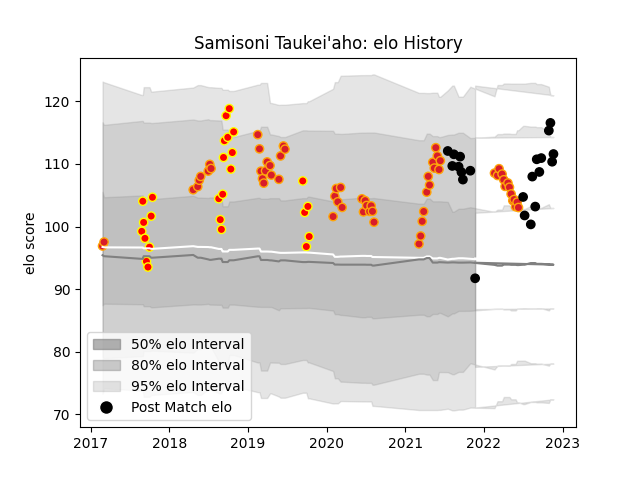 Samisoni Taukei'aho: elo History
elo score
120
110
100
90
80
70
50% elo Interval
80% elo Interval
95% elo Interval
Post Match elo
2017 2018 2019 2020 2021 2022 2023